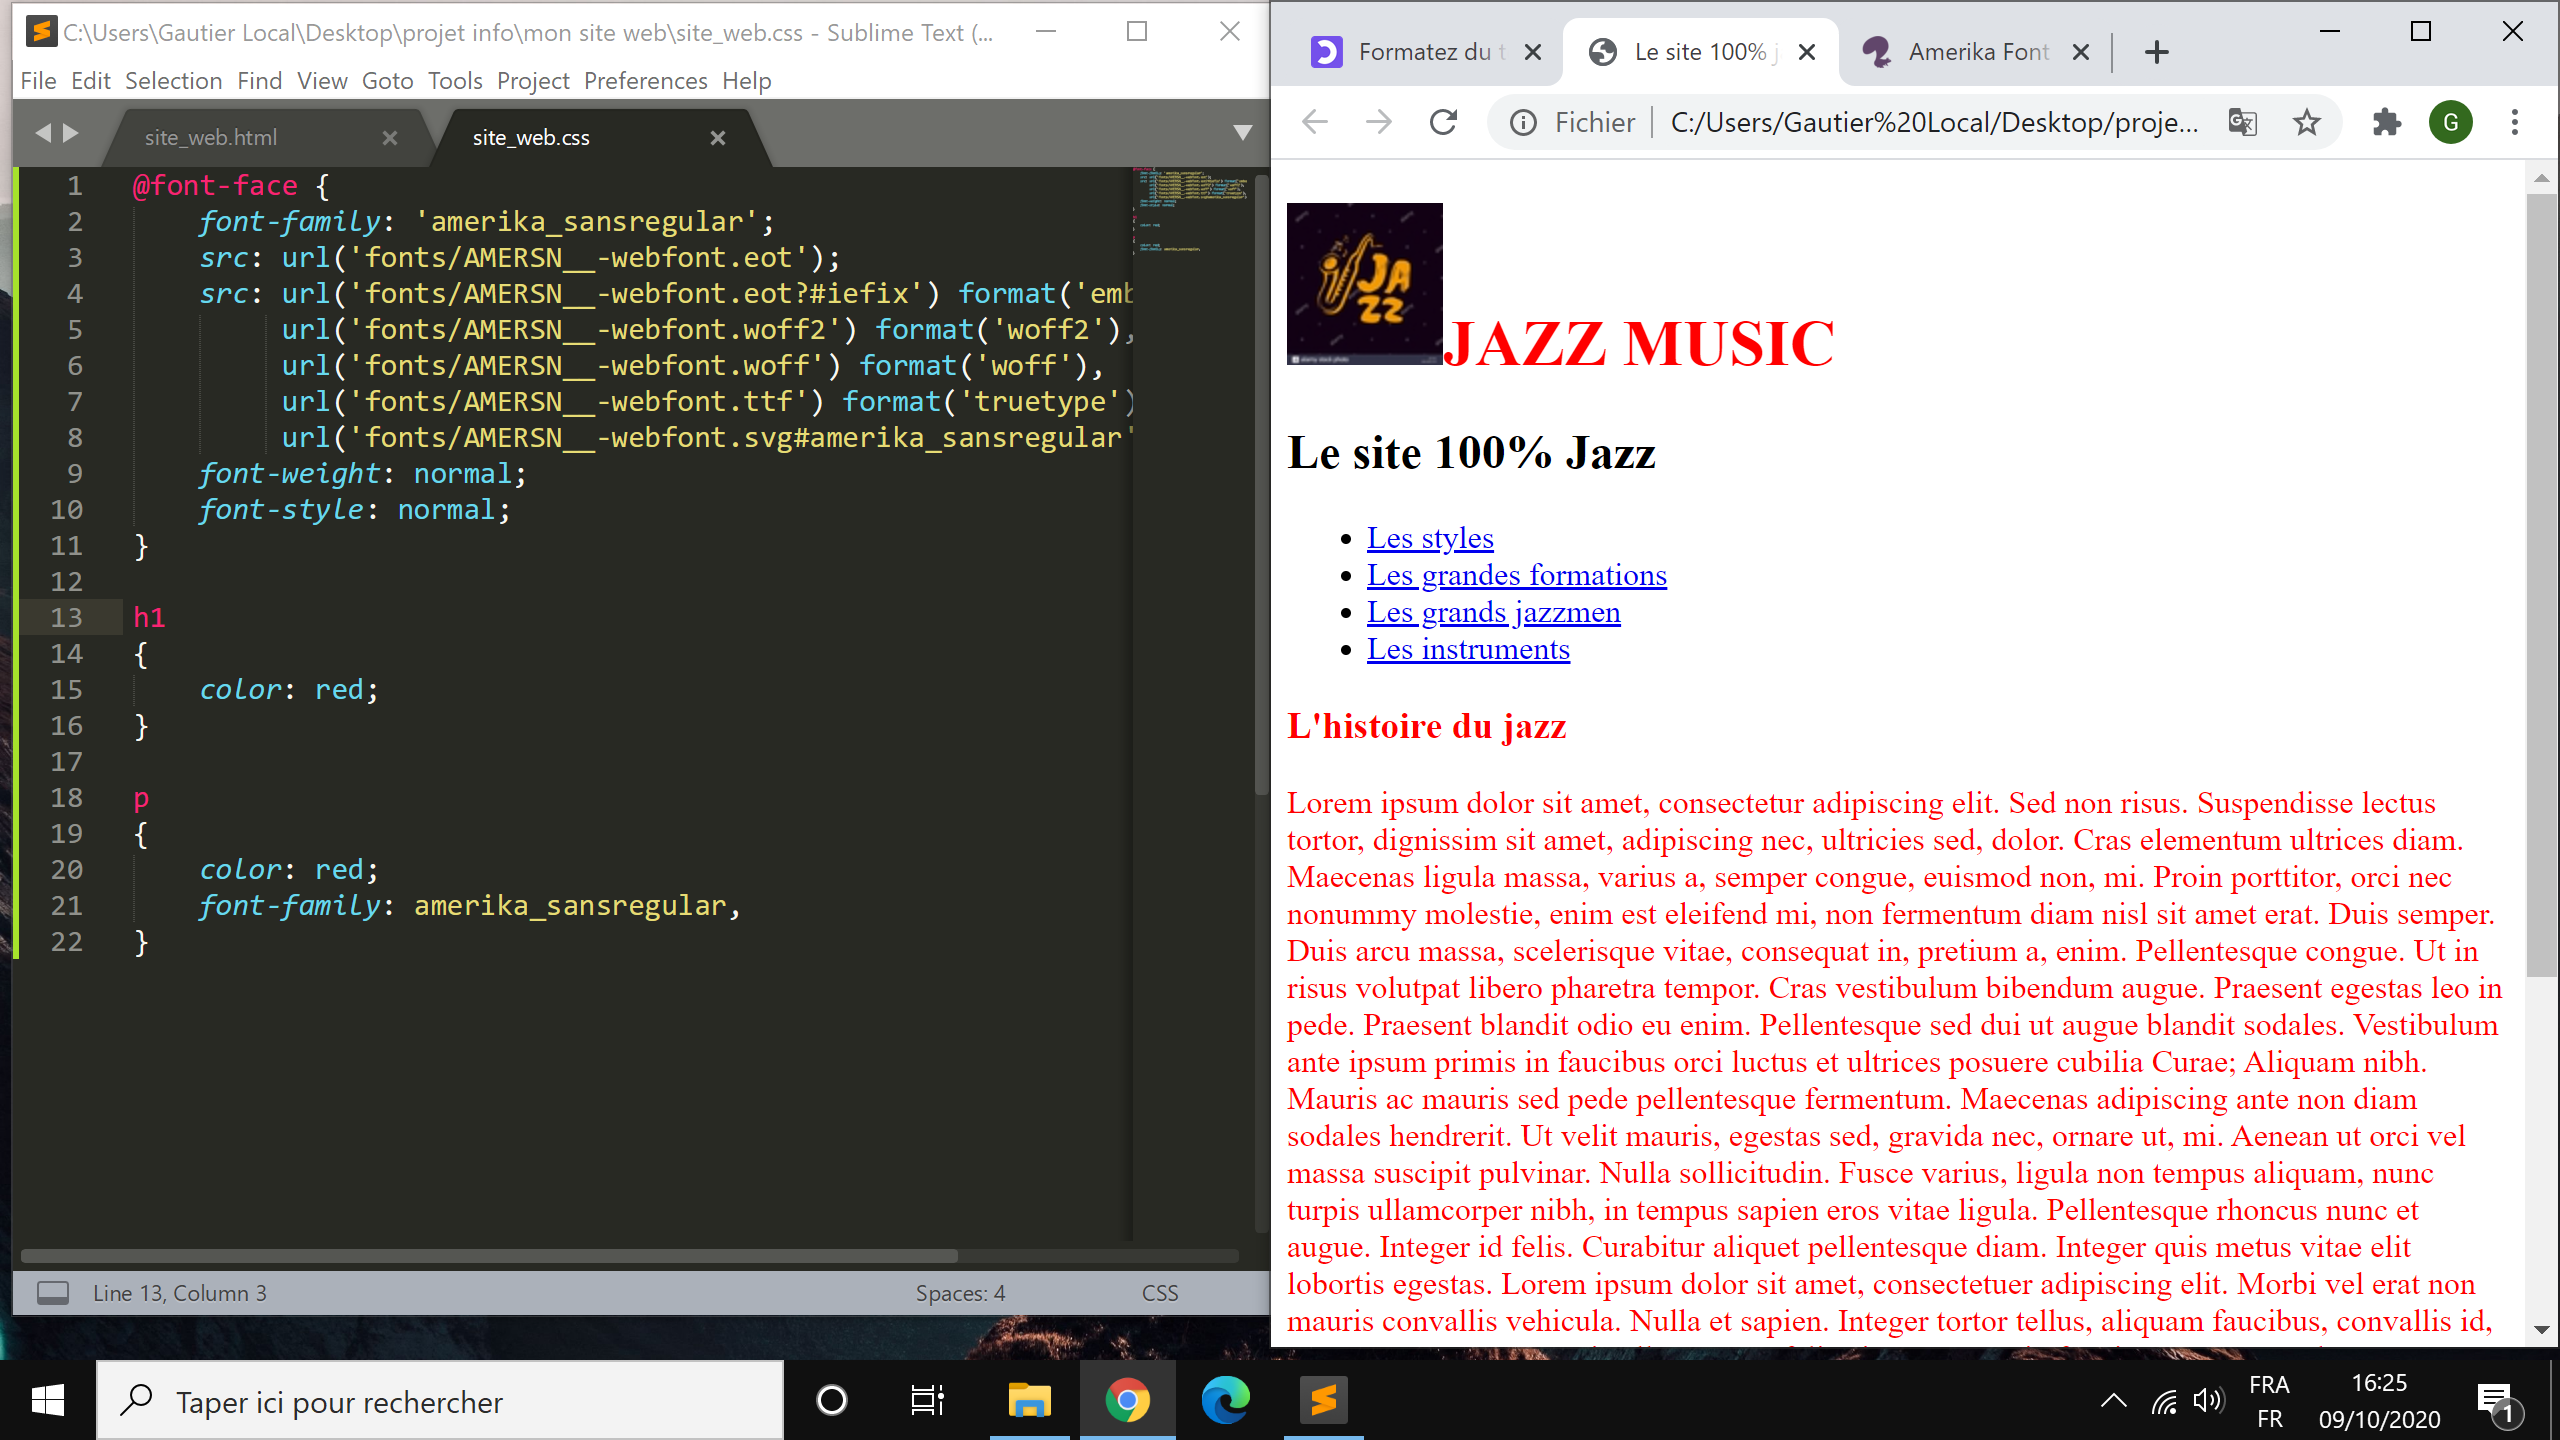 C:\Users\Gautier Local\Desktop\projet info\mon site web\site_web.css - Sublime Text (...
File Edit Selection Find View Goto Tools Project Preferences Help
site_web.html
site_web.css
1 @font-face {
2 font-family: 'amerika_sansregular';
3 src: url('fonts/AMERSN__-webfont.eot');
4 src: url('fonts/AMERSN__-webfont.eot?#iefix') format('emb
5 url('fonts/AMERSN__-webfont.woff2') format('woff2'),
6 url('fonts/AMERSN__-webfont.woff') format('woff'),
7 url('fonts/AMERSN__-webfont.ttf') format('truetype')
8 url('fonts/AMERSN__-webfont.svg#amerika_sansregular'
9 font-weight: normal;
10 font-style: normal;
11 }
12
13 h1
14 {
15 color: red;
16 }
17
18 p
19 {
20 color: red;
21 font-family: amerika_sansregular,
22 }
Line 13, Column 3 Spaces: 4 CSS
Formatez du t
Le site 100% j
Amerika Font
Fichier C:/Users/Gautier%20Local/Desktop/proje...
G
JAZZ
JAZZ MUSIC
Le site 100% Jazz
Les styles
Les grandes formations
Les grands jazzmen
Les instruments
L'histoire du jazz
Lorem ipsum dolor sit amet, consectetur adipiscing elit. Sed non risus. Suspendisse lectus
tortor, dignissim sit amet, adipiscing nec, ultricies sed, dolor. Cras elementum ultrices diam.
Maecenas ligula massa, varius a, semper congue, euismod non, mi. Proin porttitor, orci nec
nonummy molestie, enim est eleifend mi, non fermentum diam nisl sit amet erat. Duis semper.
Duis arcu massa, scelerisque vitae, consequat in, pretium a, enim. Pellentesque congue. Ut in
risus volutpat libero pharetra tempor. Cras vestibulum bibendum augue. Praesent egestas leo in
pede. Praesent blandit odio eu enim. Pellentesque sed dui ut augue blandit sodales. Vestibulum
ante ipsum primis in faucibus orci luctus et ultrices posuere cubilia Curae; Aliquam nibh.
Mauris ac mauris sed pede pellentesque fermentum. Maecenas adipiscing ante non diam
sodales hendrerit. Ut velit mauris, egestas sed, gravida nec, ornare ut, mi. Aenean ut orci vel
massa suscipit pulvinar. Nulla sollicitudin. Fusce varius, ligula non tempus aliquam, nunc
turpis ullamcorper nibh, in tempus sapien eros vitae ligula. Pellentesque rhoncus nunc et
augue. Integer id felis. Curabitur aliquet pellentesque diam. Integer quis metus vitae elit
lobortis egestas. Lorem ipsum dolor sit amet, consectetuer adipiscing elit. Morbi vel erat non
mauris convallis vehicula. Nulla et sapien. Integer tortor tellus, aliquam faucibus, convallis id,
Taper ici pour rechercher
FRA
FR
16:25
09/10/2020
1